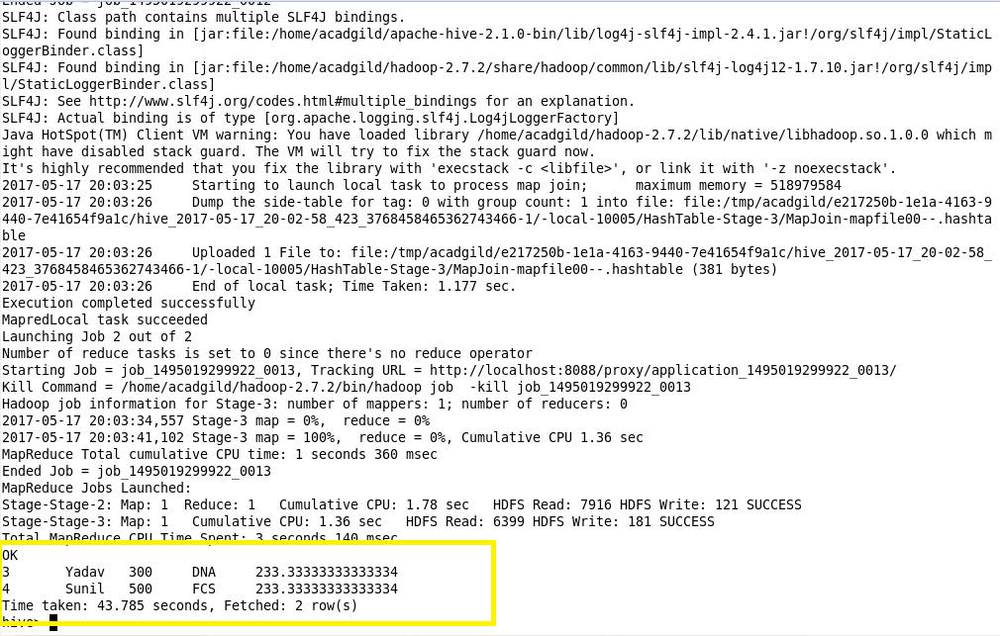 Ended Job = job_1495019299922_0012
SLF4J: Class path contains multiple SLF4J bindings.
SLF4J: Found binding in [jar:file:/home/acadgild/apache-hive-2.1.0-bin/lib/log4j-slf4j-impl-2.4.1.jar!/org/slf4j/impl/StaticL
oggerBinder.class]
SLF4J: Found binding in [jar:file:/home/acadgild/hadoop-2.7.2/share/hadoop/common/lib/slf4j-log4j12-1.7.10.jar!/org/slf4j/imp
l/StaticLoggerBinder.class]
SLF4J: See http://www.slf4j.org/codes.html#multiple_bindings for an explanation.
SLF4J: Actual binding is of type [org.apache.logging.slf4j.Log4jLoggerFactory]
Java HotSpot(TM) Client VM warning: You have loaded library /home/acadgild/hadoop-2.7.2/lib/native/libhadoop.so.1.0.0 which m
ight have disabled stack guard. The VM will try to fix the stack guard now.
It's highly recommended that you fix the library with 'execstack -c <libfile>', or link it with '-z noexecstack'.
2017-05-17 20:03:25     Starting to launch local task to process map join;      maximum memory = 518979584
2017-05-17 20:03:26     Dump the side-table for tag: 0 with group count: 1 into file: file:/tmp/acadgild/e217250b-1e1a-4163-9
440-7e41654f9a1c/hive_2017-05-17_20-02-58_423_3768458465362743466-1/-local-10005/HashTable-Stage-3/MapJoin-mapfile00--.hashta
ble
2017-05-17 20:03:26     Uploaded 1 File to: file:/tmp/acadgild/e217250b-1e1a-4163-9440-7e41654f9a1c/hive_2017-05-17_20-02-58_
423_3768458465362743466-1/-local-10005/HashTable-Stage-3/MapJoin-mapfile00--.hashtable (381 bytes)
2017-05-17 20:03:26     End of local task; Time Taken: 1.177 sec.
Execution completed successfully
MapredLocal task succeeded
Launching Job 2 out of 2
Number of reduce tasks is set to 0 since there's no reduce operator
Starting Job = job_1495019299922_0013, Tracking URL = http://localhost:8088/proxy/application_1495019299922_0013/
Kill Command = /home/acadgild/hadoop-2.7.2/bin/hadoop job  -kill job_1495019299922_0013
Hadoop job information for Stage-3: number of mappers: 1; number of reducers: 0
2017-05-17 20:03:34,557 Stage-3 map = 0%,  reduce = 0%
2017-05-17 20:03:41,102 Stage-3 map = 100%,  reduce = 0%, Cumulative CPU 1.36 sec
MapReduce Total cumulative CPU time: 1 seconds 360 msec
Ended Job = job_1495019299922_0013
MapReduce Jobs Launched:
Stage-Stage-2: Map: 1  Reduce: 1   Cumulative CPU: 1.78 sec   HDFS Read: 7916 HDFS Write: 121 SUCCESS
Stage-Stage-3: Map: 1   Cumulative CPU: 1.36 sec   HDFS Read: 6399 HDFS Write: 181 SUCCESS
Total MapReduce CPU Time Spent: 3 seconds 140 msec
OK
3       Yadav   300     DNA     233.33333333333334
4       Sunil   500     FCS     233.33333333333334
Time taken: 43.785 seconds, Fetched: 2 row(s)
hive>